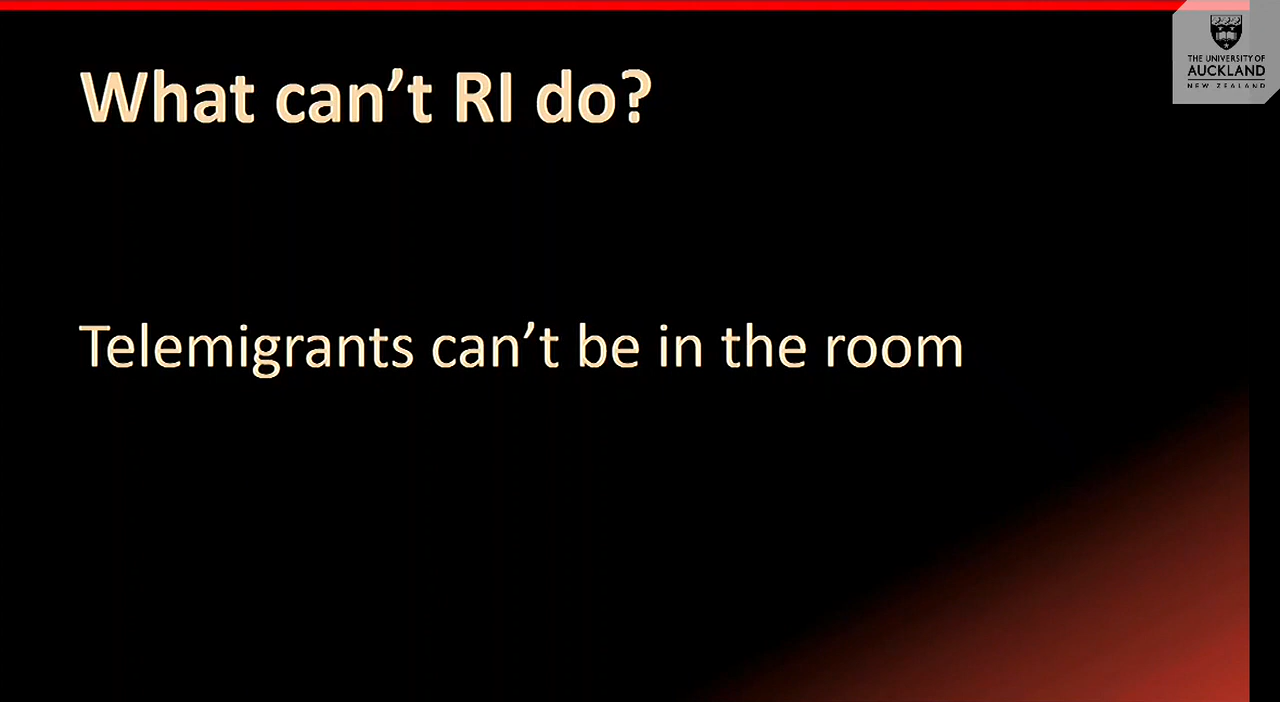 THE UNIVERSITY OF
AUCKLAND
NEW ZEALAND
What can’t RI do?
Telemigrants can’t be in the room